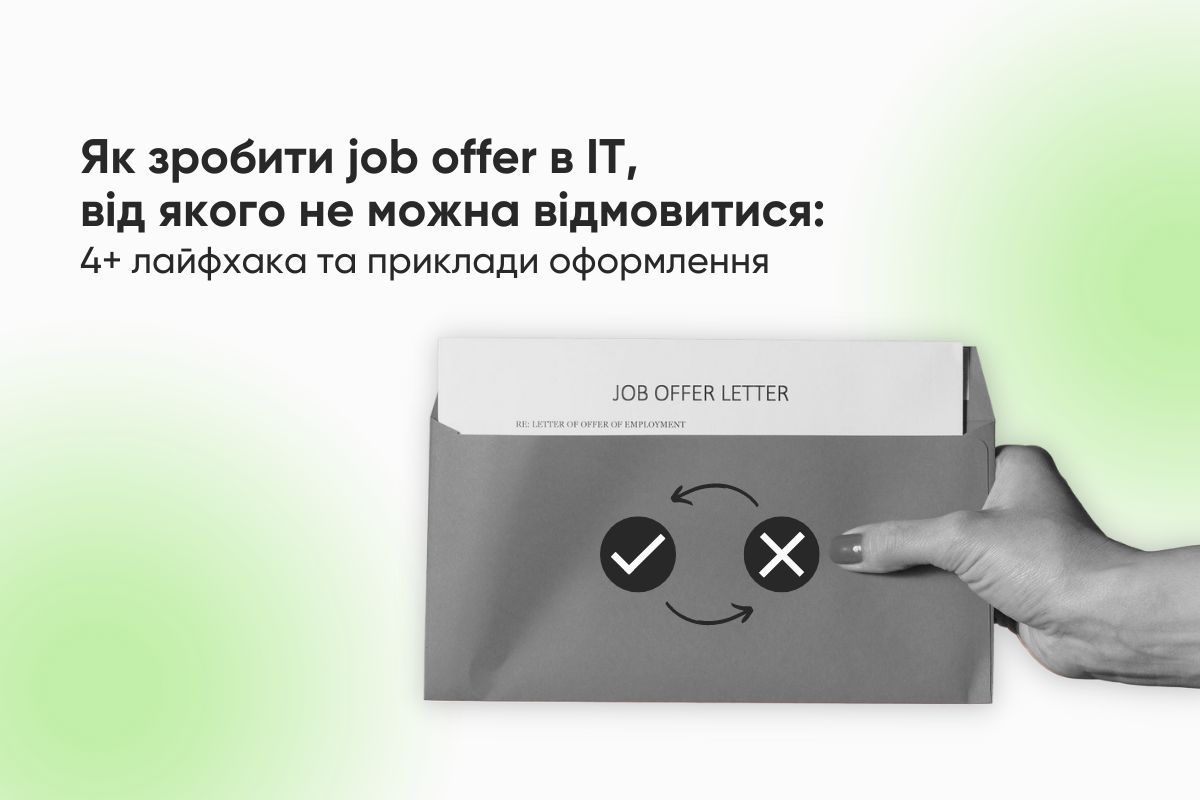 Як зробити job offer в ІТ,
від якого не можна відмовитися:
4+ лайфхака та приклади оформлення
JOB OFFER LETTER
RE: LETTER OF OFFER OF EMPLOYMENT